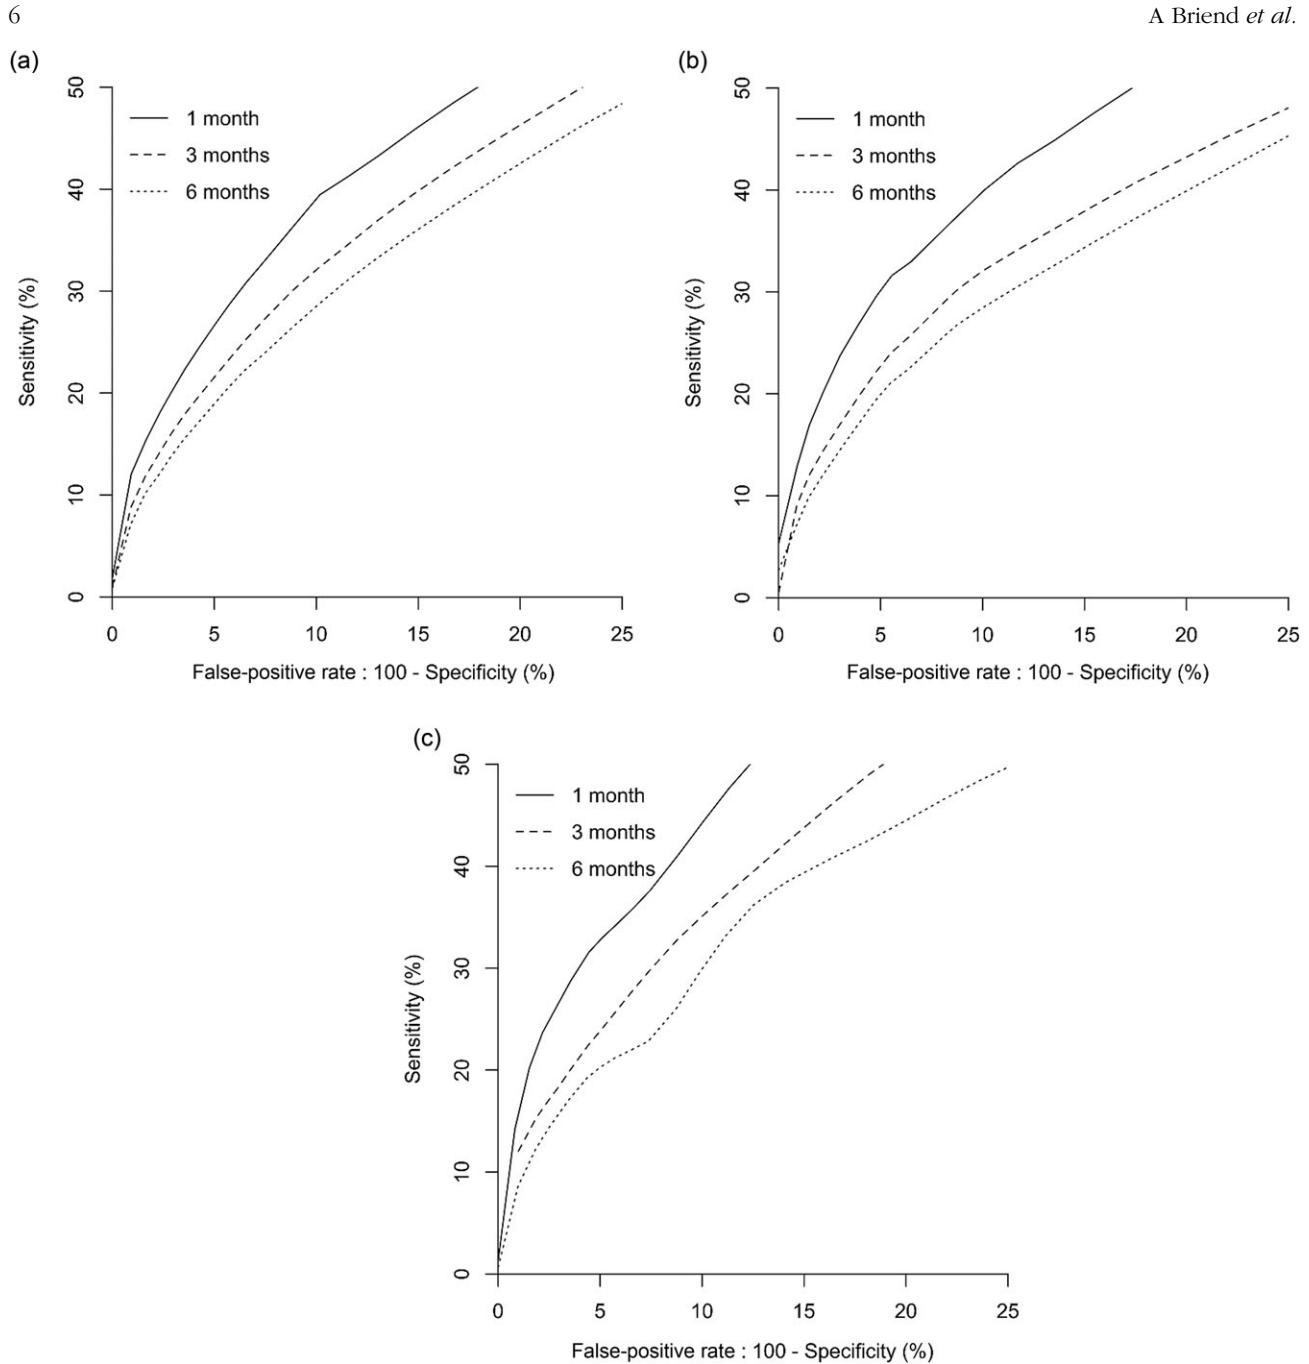 6
A Briend et al.
(a)
50
40
30
20
10
0
Sensitivity (%)
1 month
3 months
6 months
0 5 10 15 20 25
False-positive rate : 100 - Specificity (%)
(b)
50
40
30
20
10
0
Sensitivity (%)
1 month
3 months
6 months
0 5 10 15 20 25
False-positive rate : 100 - Specificity (%)
(c)
50
40
30
20
10
0
Sensitivity (%)
1 month
3 months
6 months
0 5 10 15 20 25
False-positive rate : 100 - Specificity (%)